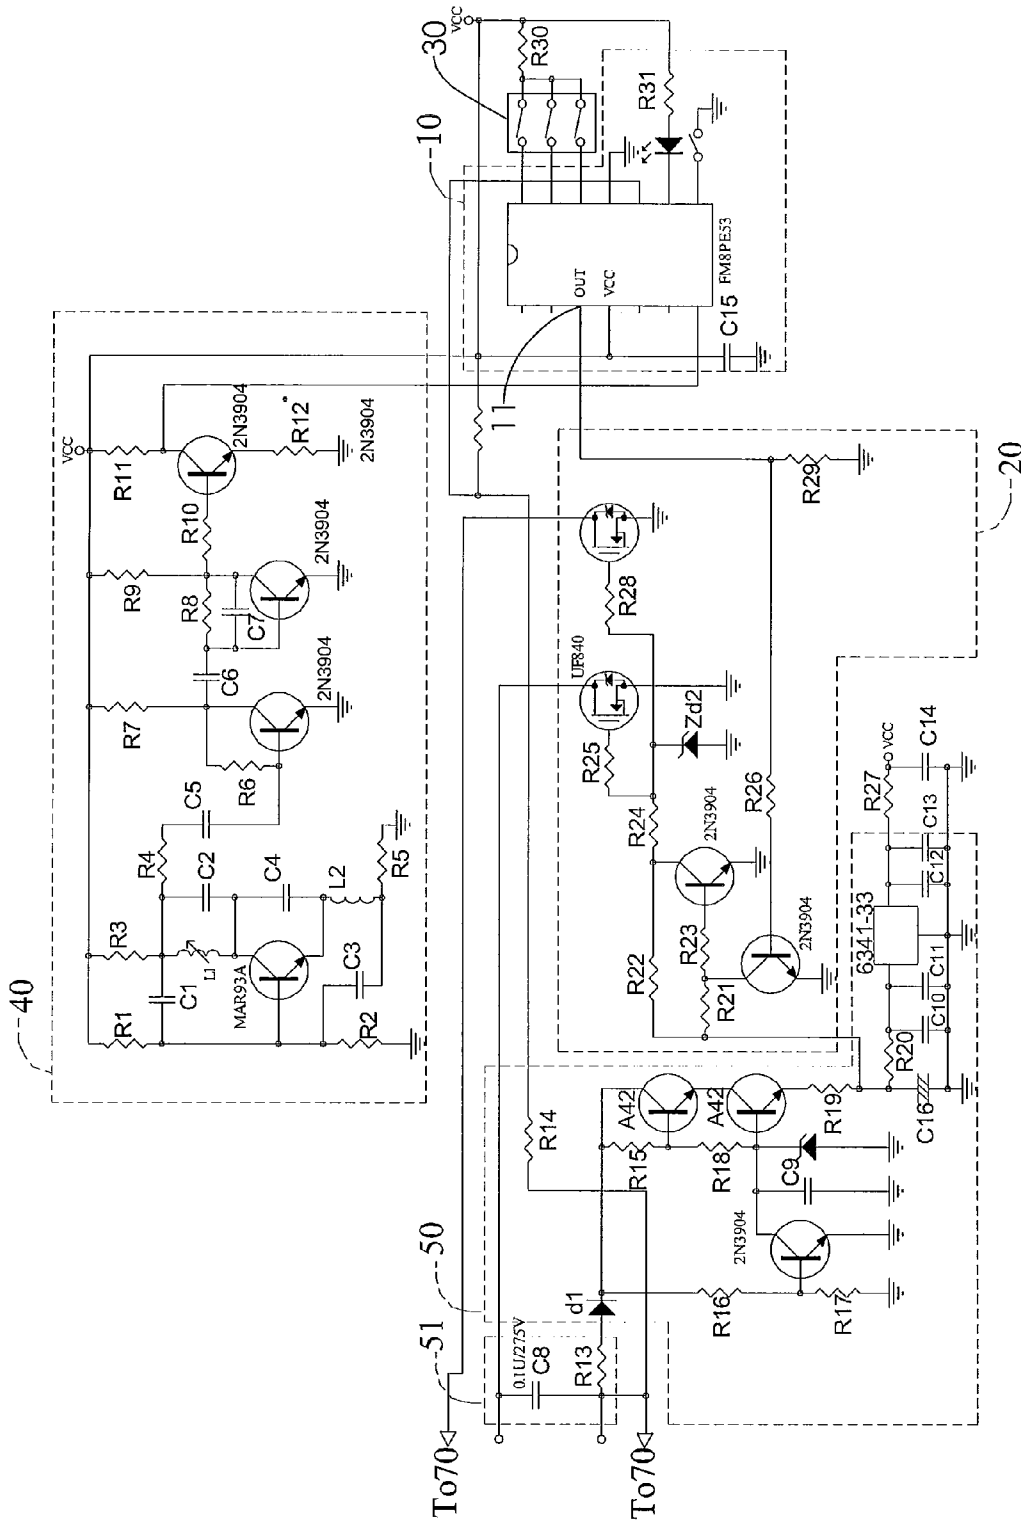 40
VCC
R1
R3
R7
R9
R11
C1
L1
R4
C2
C5
R6
C6
R8
C7
R10
2N3904
R12
2N3904
2N3904
2N3904
MAR93A
C4
L2
R5
C3
R2
VCC
30
R30
10
R31
OUT
VCC
FM8PE53
C15
11
20
R29
R28
UF840
R25
Zd2
R24
2N3904
R26
R22
R23
R21
2N3904
R27
VCC
C14
C13
C12
6341-33
C11
C10
R20
C16
R19
A42
A42
R15
R18
C9
2N3904
R16
R17
R14
50
51
d1
0.1U/275V
C8
R13
To70
To70